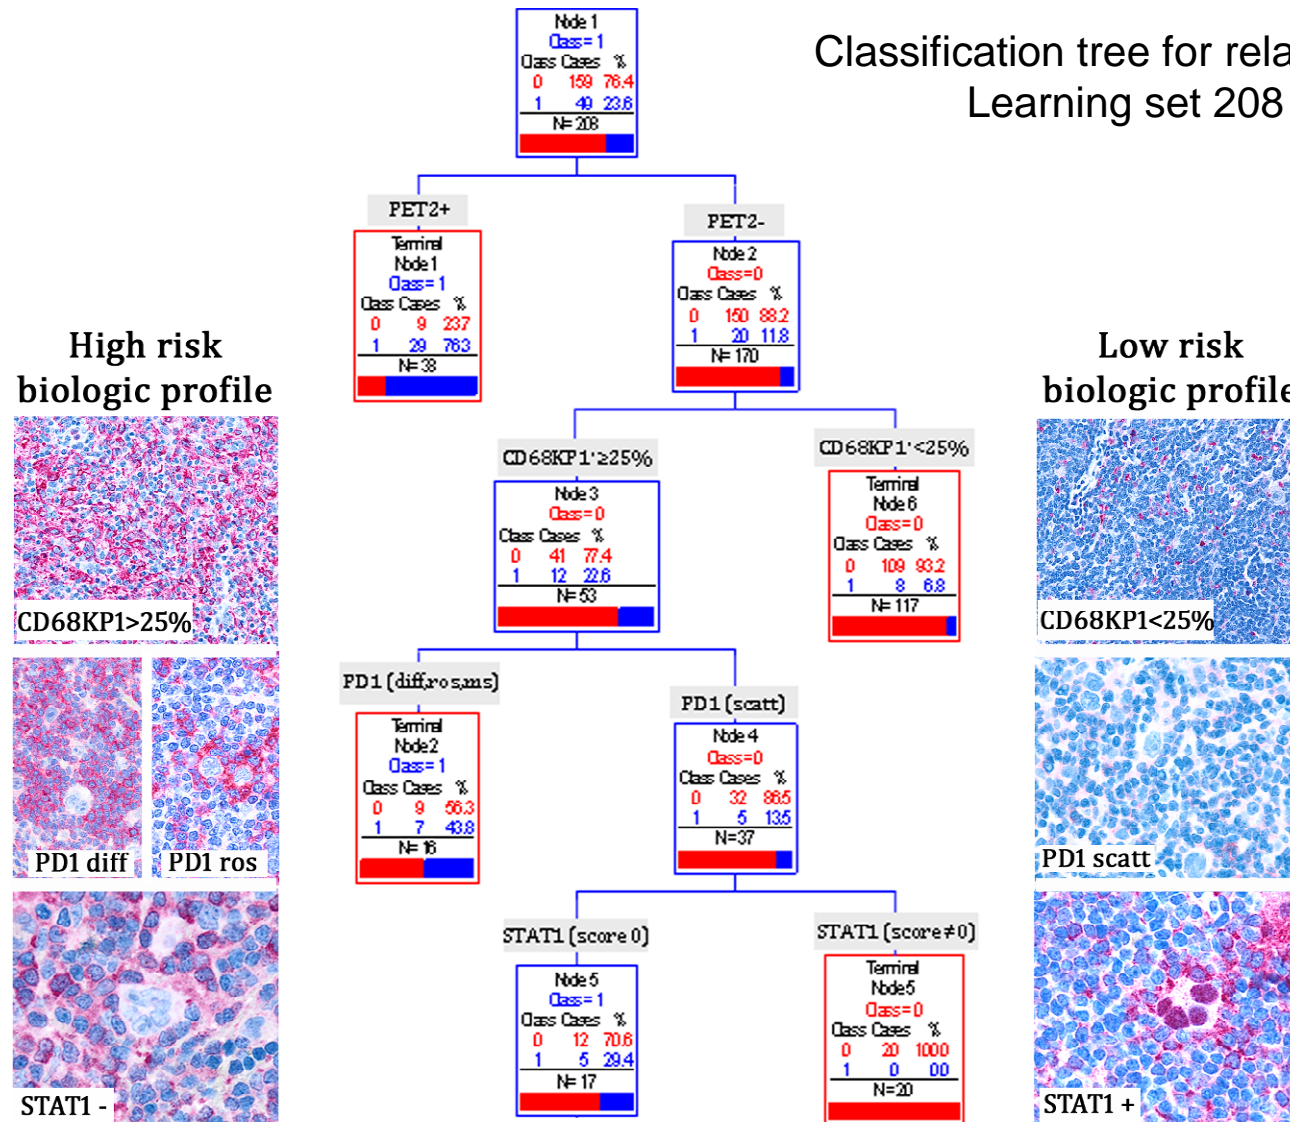 Classification tree for rela
Learning set 208
Node 1
Class = 1
Class Cases %
0 159 76.4
1 49 23.6
N= 208
PET2+
Terminal
Node 1
Class = 1
Class Cases %
0 9 237
1 29 763
N= 38
PET2-
Node 2
Class=0
Class Cases %
0 150 88.2
1 20 11.8
N= 170
High risk
biologic profile
CD68KP1>25%
PD1 diff
PD1 ros
STAT1 -
CD68KP1'≥25%
Node 3
Class=0
Class Cases %
0 41 77.4
1 12 22.6
N= 53
CD68KP1'<25%
Terminal
Node 6
Class=0
Class Cases %
0 109 93.2
1 8 6.8
N= 117
PD1 (diff,ros,ms)
Terminal
Node 2
Class= 1
Class Cases %
0 9 56.3
1 7 43.8
N= 16
PD1 (scatt)
Node 4
Class=0
Class Cases %
0 32 86.5
1 5 13.5
N=37
STAT1 (score 0)
Node 5
Class= 1
Class Cases %
0 12 70.6
1 5 29.4
N= 17
STAT1 (score≠0)
Terminal
Node 5
Class=0
Class Cases %
0 20 1000
1 0 00
N=20
Low risk
biologic profile
CD68KP1<25%
PD1 scatt
STAT1 +